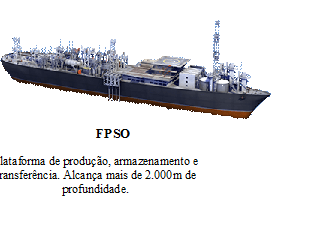 FPSO
lataforma de produção, armazenamento e
ransferência. Alcança mais de 2.000m de
profundidade.